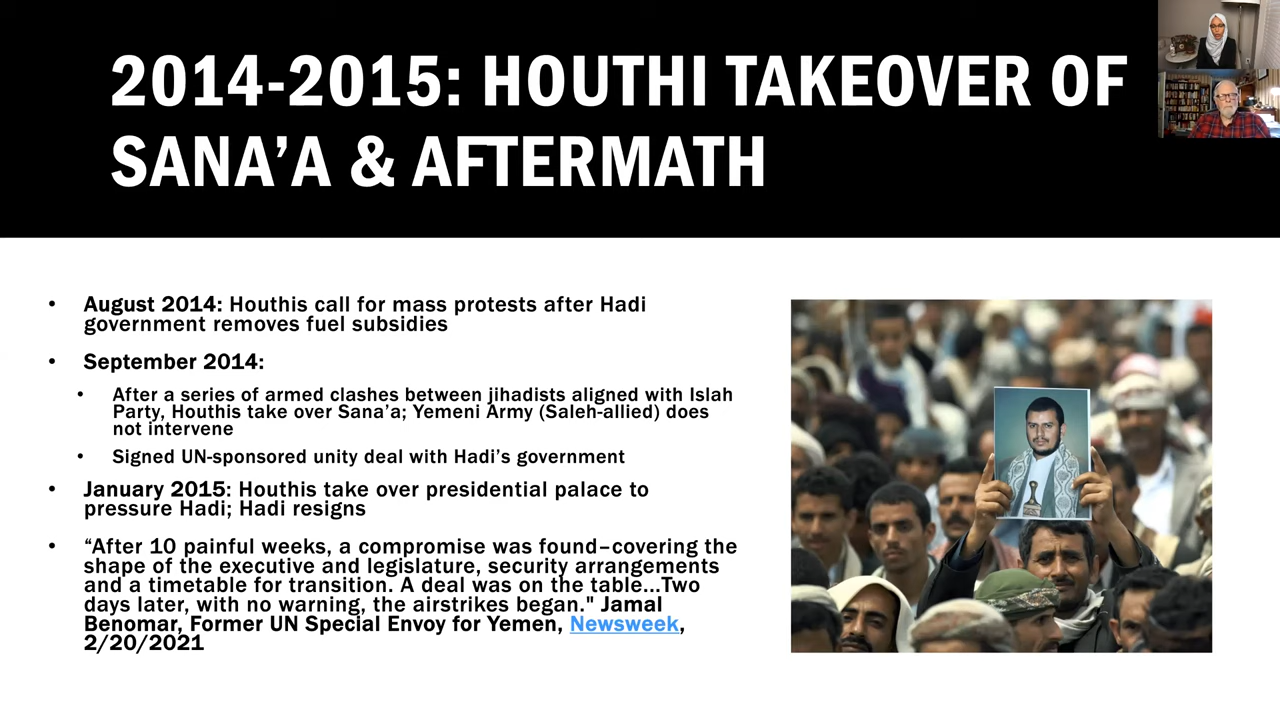 2014-2015: HOUTHI TAKEOVER OF
SANA’A & AFTERMATH
• August 2014: Houthis call for mass protests after Hadi
government removes fuel subsidies
• September 2014:
• After a series of armed clashes between jihadists aligned with Islah
Party, Houthis take over Sana’a; Yemeni Army (Saleh-allied) does
not intervene
• Signed UN-sponsored unity deal with Hadi’s government
• January 2015: Houthis take over presidential palace to
pressure Hadi; Hadi resigns
• “After 10 painful weeks, a compromise was found–covering the
shape of the executive and legislature, security arrangements
and a timetable for transition. A deal was on the table...Two
days later, with no warning, the airstrikes began." Jamal
Benomar, Former UN Special Envoy for Yemen, Newsweek,
2/20/2021